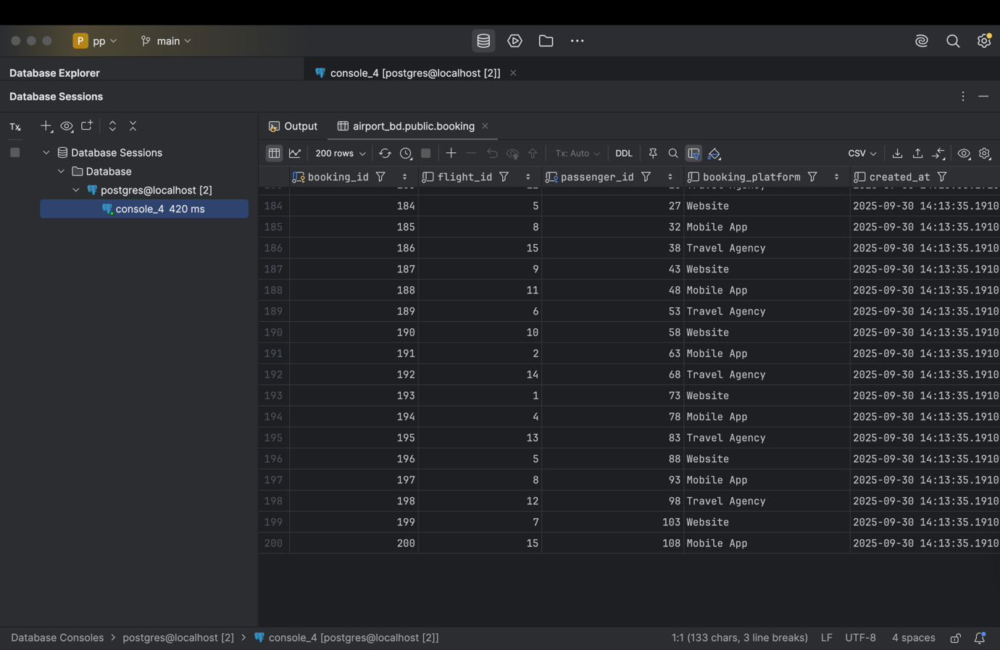 P pp main
Database Explorer console_4 [postgres@localhost [2]]
Database Sessions
Tx Output airport_bd.public.booking
Database Sessions
Database
postgres@localhost [2]
console_4 420 ms
200 rows Tx: Auto DDL CSV
booking_id flight_id passenger_id booking_platform created_at
184 184 5 27 Website 2025-09-30 14:13:35.1910
185 185 8 32 Mobile App 2025-09-30 14:13:35.1910
186 186 15 38 Travel Agency 2025-09-30 14:13:35.1910
187 187 9 43 Website 2025-09-30 14:13:35.1910
188 188 11 48 Mobile App 2025-09-30 14:13:35.1910
189 189 6 53 Travel Agency 2025-09-30 14:13:35.1910
190 190 10 58 Website 2025-09-30 14:13:35.1910
191 191 2 63 Mobile App 2025-09-30 14:13:35.1910
192 192 14 68 Travel Agency 2025-09-30 14:13:35.1910
193 193 1 73 Website 2025-09-30 14:13:35.1910
194 194 4 78 Mobile App 2025-09-30 14:13:35.1910
195 195 13 83 Travel Agency 2025-09-30 14:13:35.1910
196 196 5 88 Website 2025-09-30 14:13:35.1910
197 197 8 93 Mobile App 2025-09-30 14:13:35.1910
198 198 12 98 Travel Agency 2025-09-30 14:13:35.1910
199 199 7 103 Website 2025-09-30 14:13:35.1910
200 200 15 108 Mobile App 2025-09-30 14:13:35.1910
Database Consoles postgres@localhost [2] console_4 [postgres@localhost [2]] 1:1 (133 chars, 3 line breaks) LF UTF-8 4 spaces